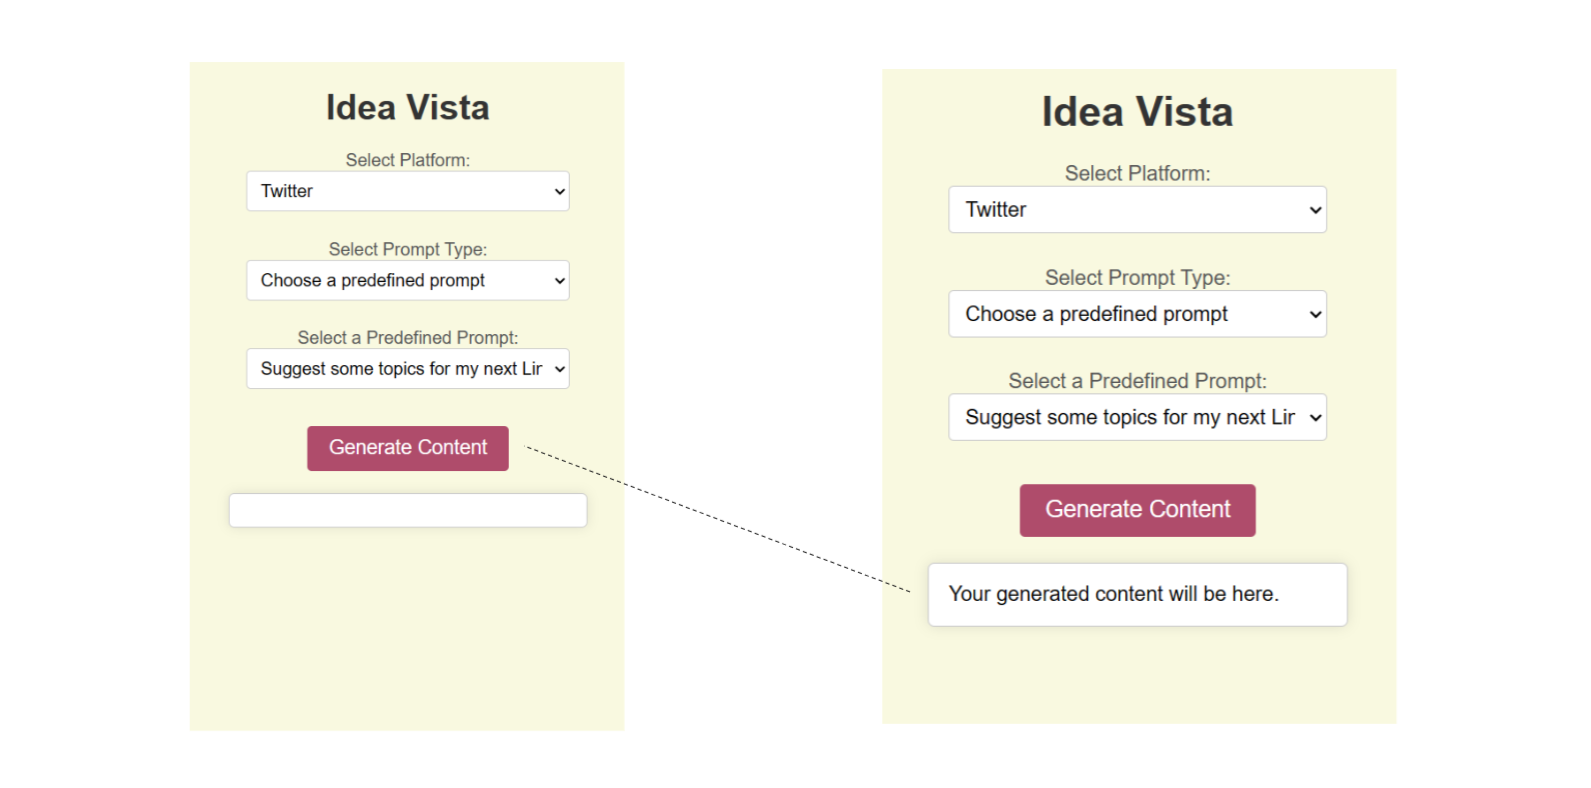 Idea Vista
Select Platform:
Twitter
Select Prompt Type:
Choose a predefined prompt
Select a Predefined Prompt:
Suggest some topics for my next Lir
Generate Content
Idea Vista
Select Platform:
Twitter
Select Prompt Type:
Choose a predefined prompt
Select a Predefined Prompt:
Suggest some topics for my next Lir
Generate Content
Your generated content will be here.